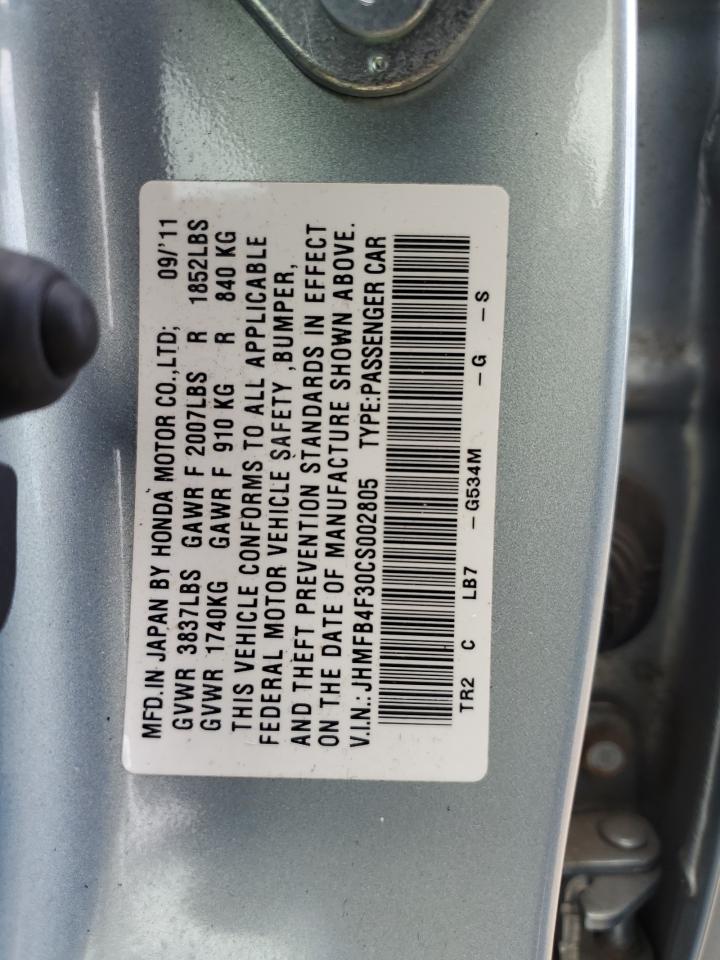 MFD.IN JAPAN BY HONDA MOTOR CO.,LTD; 09/'11
GVWR 3837LBS GAWR F 2007LBS R 1852LBS
GVWR 1740KG GAWR F 910 KG R 840 KG
THIS VEHICLE CONFORMS TO ALL APPLICABLE
FEDERAL MOTOR VEHICLE SAFETY ,BUMPER,
AND THEFT PREVENTION STANDARDS IN EFFECT
ON THE DATE OF MANUFACTURE SHOWN ABOVE.
V.I.N.: JHMFB4F30CS002805 TYPE:PASSENGER CAR
TR2 C LB7 -G534M -G -S